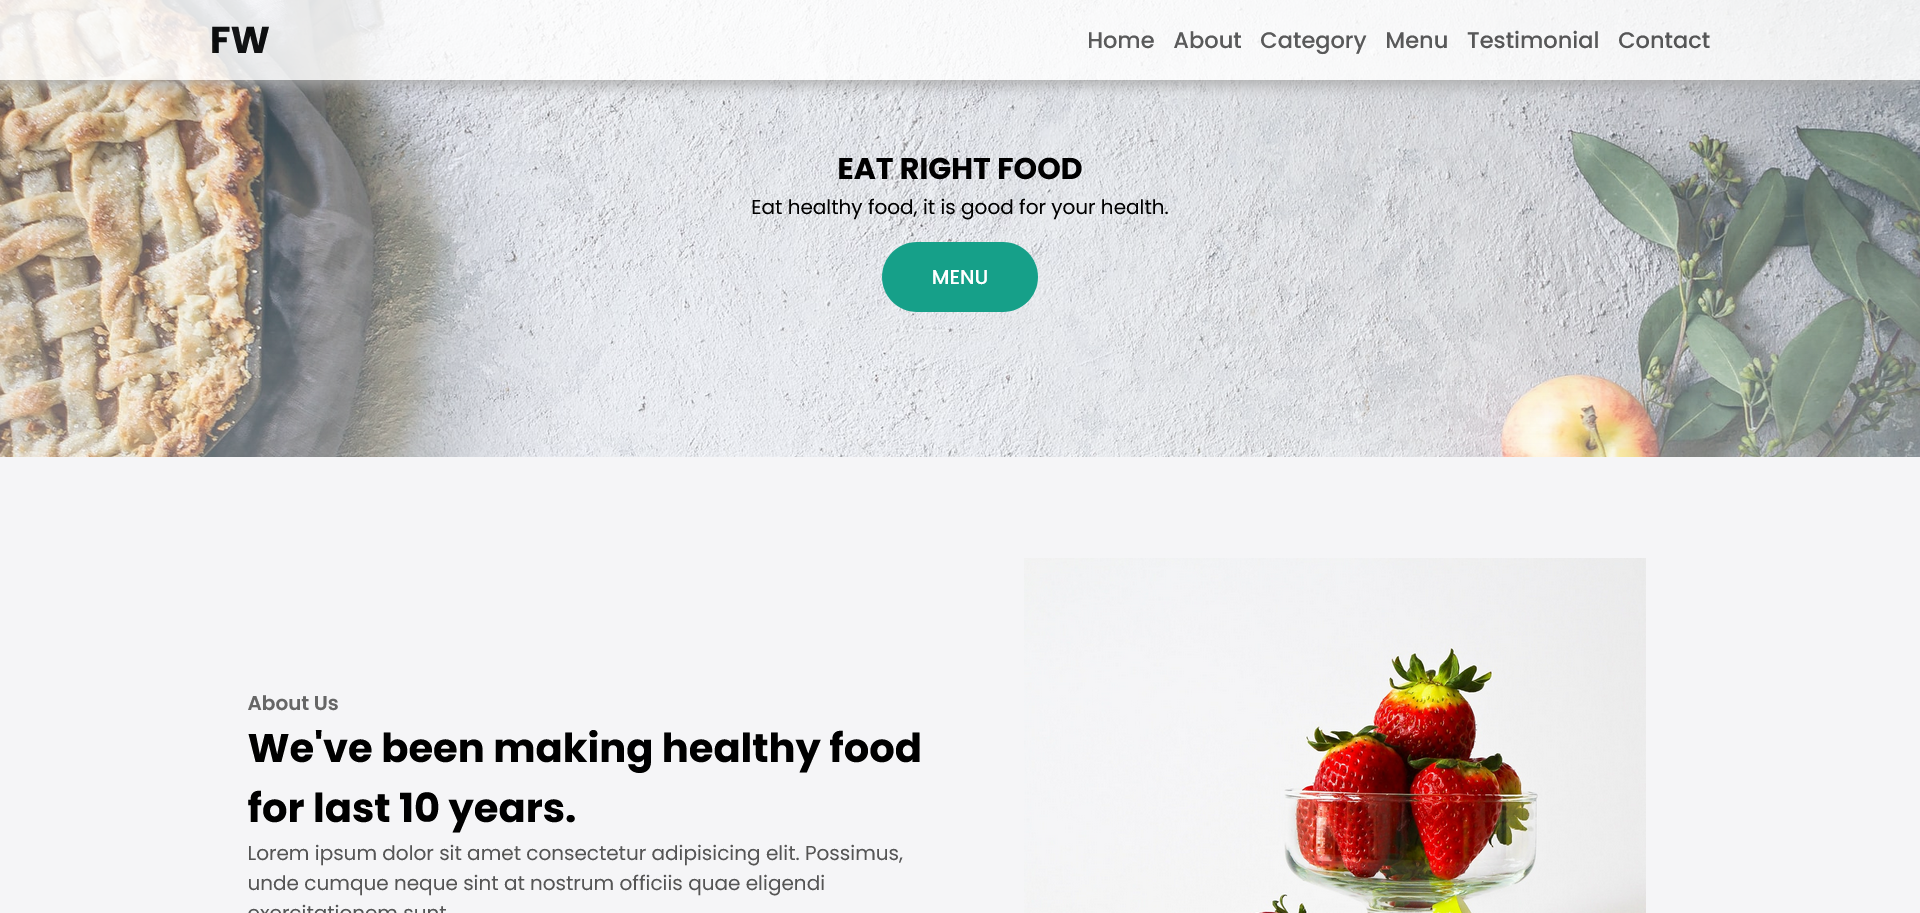 FW
Home About Category Menu Testimonial Contact
EAT RIGHT FOOD
Eat healthy food, it is good for your health.
MENU
About Us
We've been making healthy food
for last 10 years.
Lorem ipsum dolor sit amet consectetur adipisicing elit. Possimus,
unde cumque neque sint at nostrum officiis quae eligendi
exercitationem sunt.